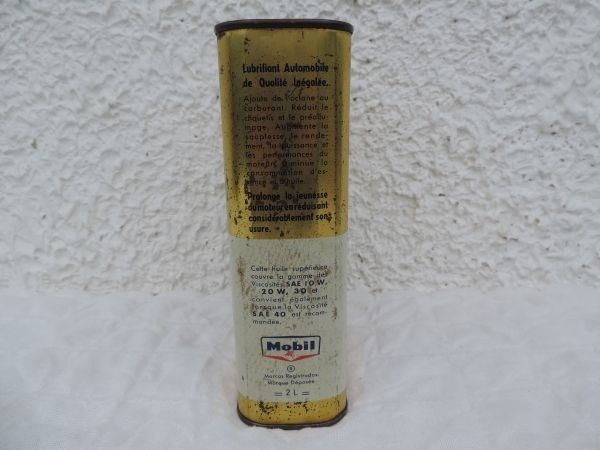 Lubrifiant Automobile
de Qualité Inégalée..
Ajoute de l'octane au
carburant. Réduit le
cliquetis et le préallu-
mage. Augmente la
souplesse, le rende-
ment, la puissance et
les performances du
moteur. Diminue la
consommation d'es-
sence et d'huile.
Prolonge la jeunesse
du moteur en réduisant
considérablement son
usure.
Cette huile supérieure
couvre la gamme des
Viscosités SAE 10 W,
20 W, 30 et
convient également
lorsque la Viscosité
SAE 40 est recom-
mandée.
Mobil
®
Marcas Registradas.
Marque Déposée
= 2 L =